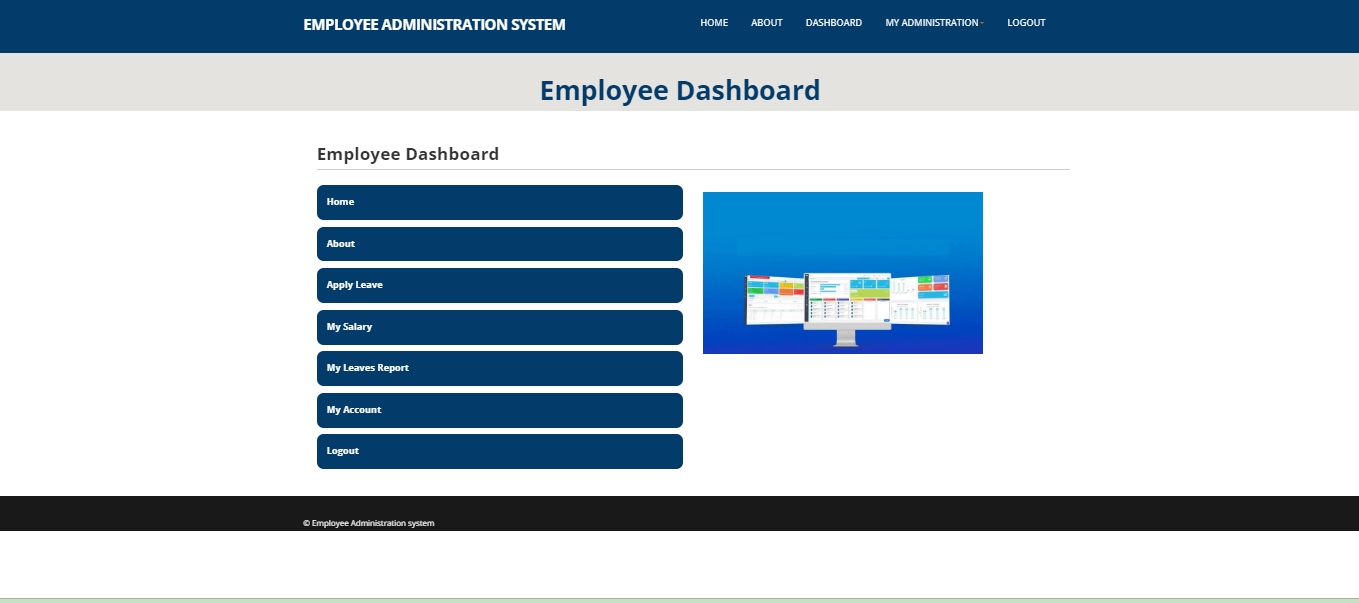 EMPLOYEE ADMINISTRATION SYSTEM
HOME ABOUT DASHBOARD MY ADMINISTRATION LOGOUT
Employee Dashboard
Employee Dashboard
Home
About
Apply Leave
My Salary
My Leaves Report
My Account
Logout
© Employee Administration system